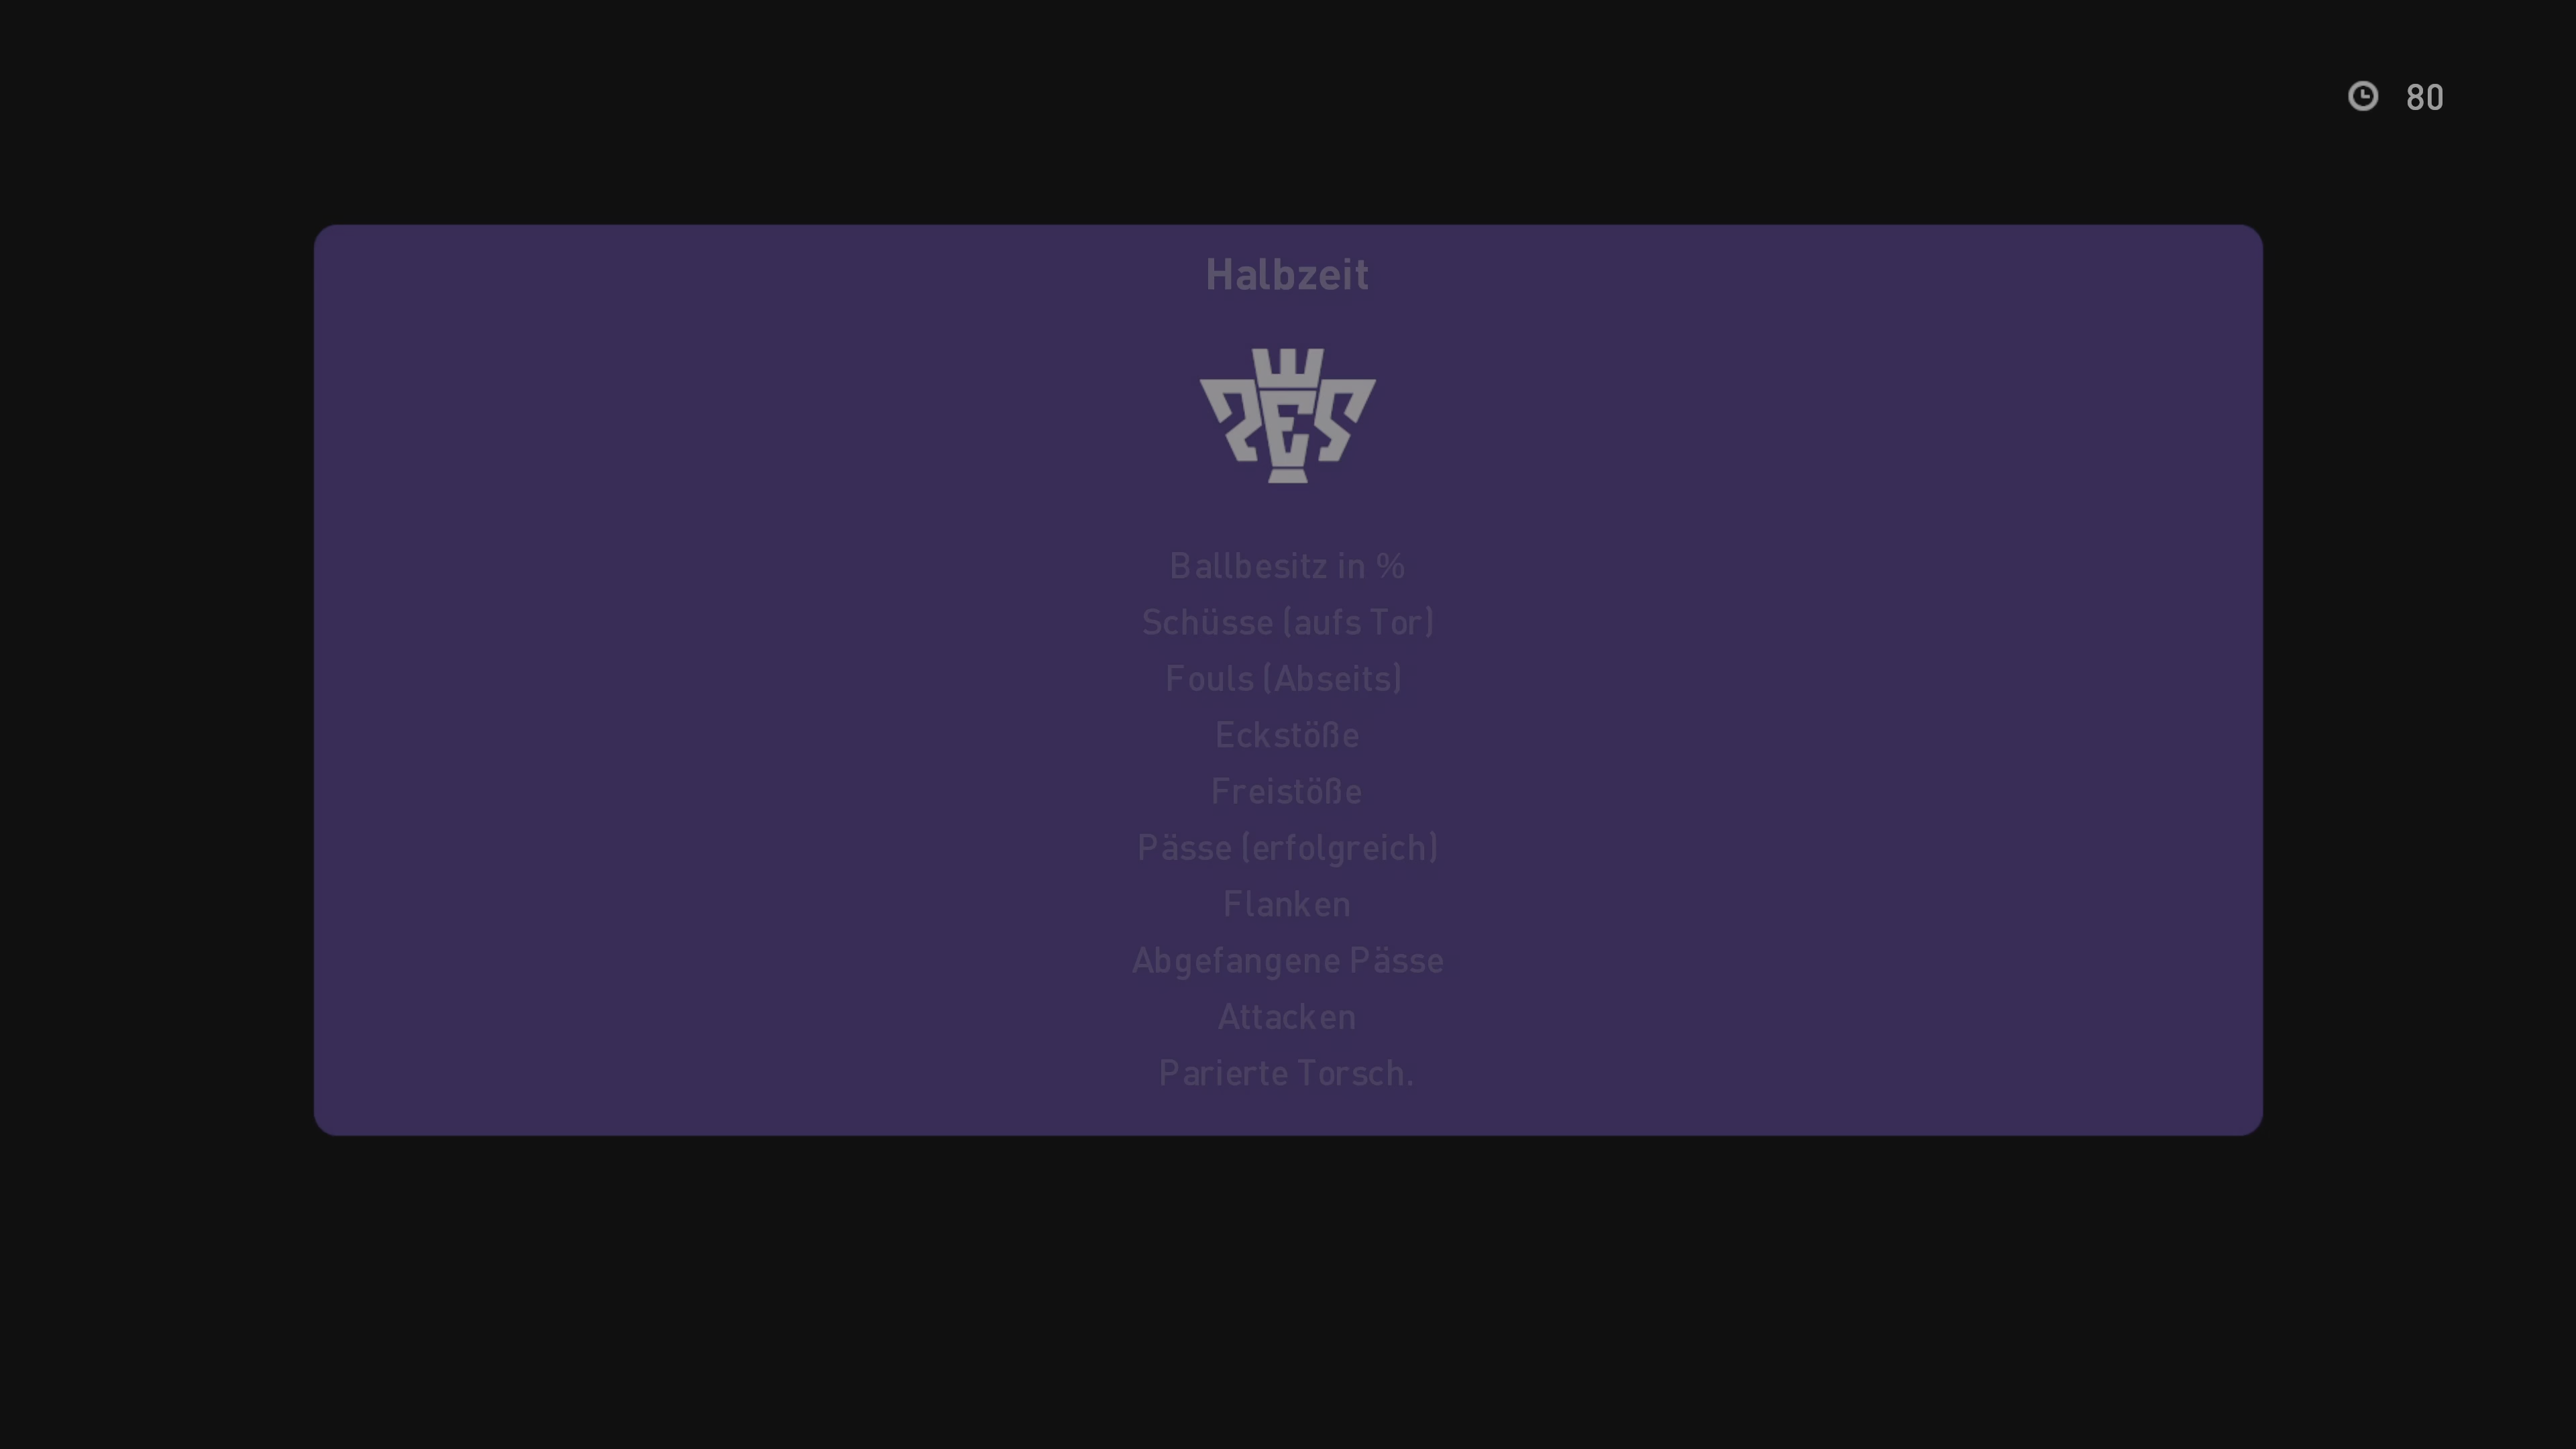 80
Halbzeit
PES
Ballbesitz in %
Schüsse (aufs Tor)
Fouls (Abseits)
Eckstöße
Freistöße
Pässe (erfolgreich)
Flanken
Abgefangene Pässe
Attacken
Parierte Torsch.